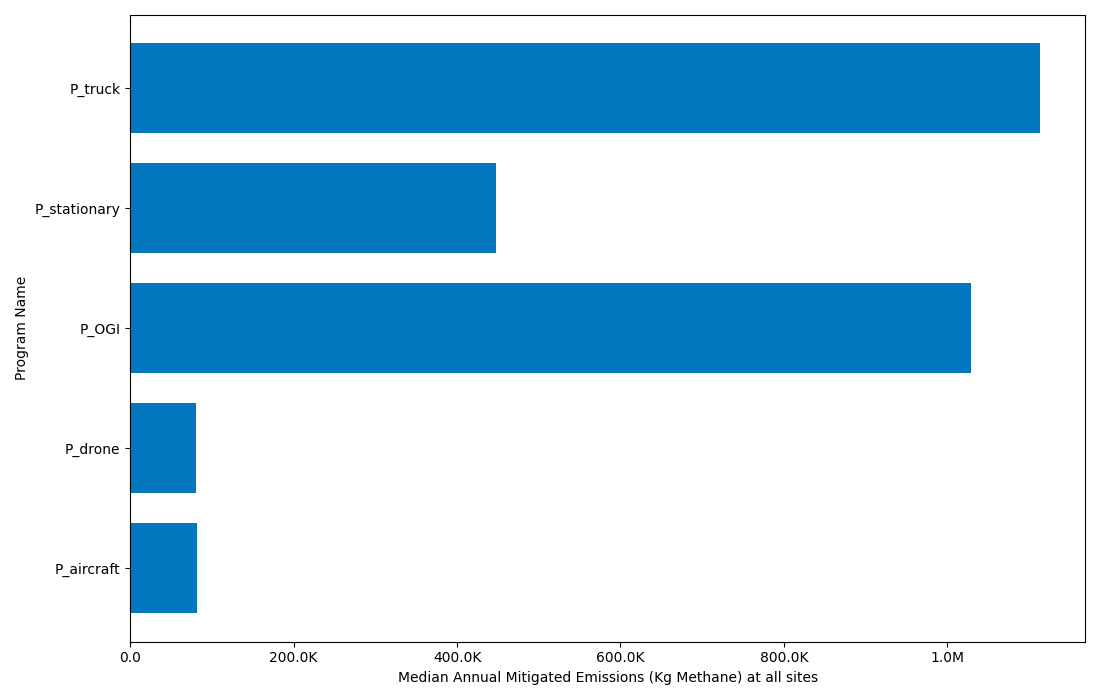 P_truck
P_stationary
P_OGI
P_drone
P_aircraft
Program Name
0.0 200.0K 400.0K 600.0K 800.0K 1.0M
Median Annual Mitigated Emissions (Kg Methane) at all sites